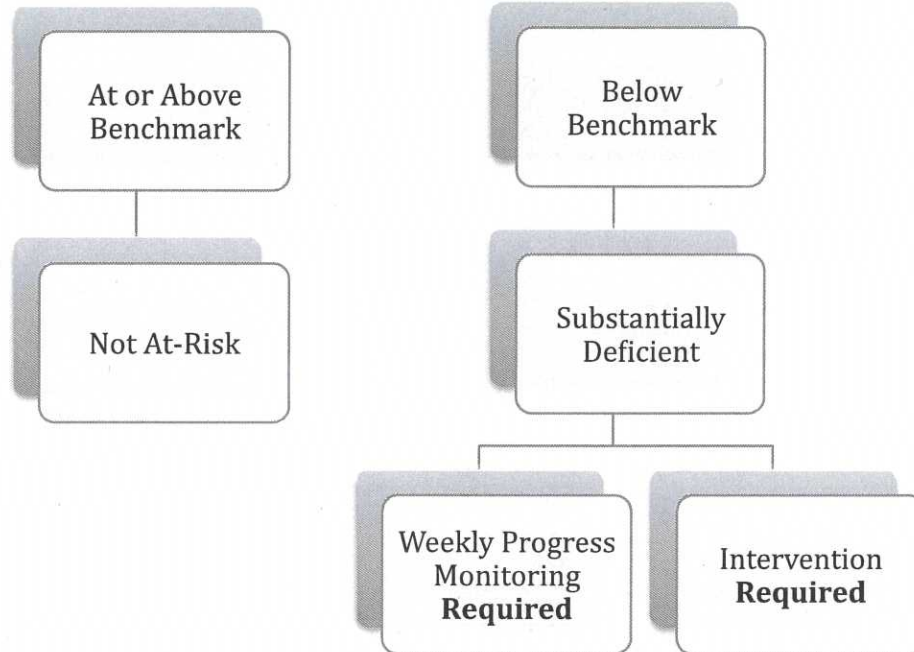 At or Above
Benchmark
Below
Benchmark
Not At-Risk
Substantially
Deficient
Weekly Progress
Monitoring
Required
Intervention
Required